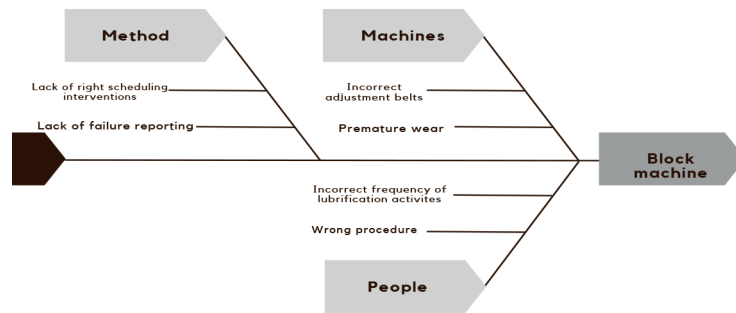 Method
Machines
Lack of right scheduling
interventions
Incorrect
adjustment belts
Lack of failure reporting
Premature wear
Block
machine
Incorrect frequency of
lubrification activites
Wrong procedure
People